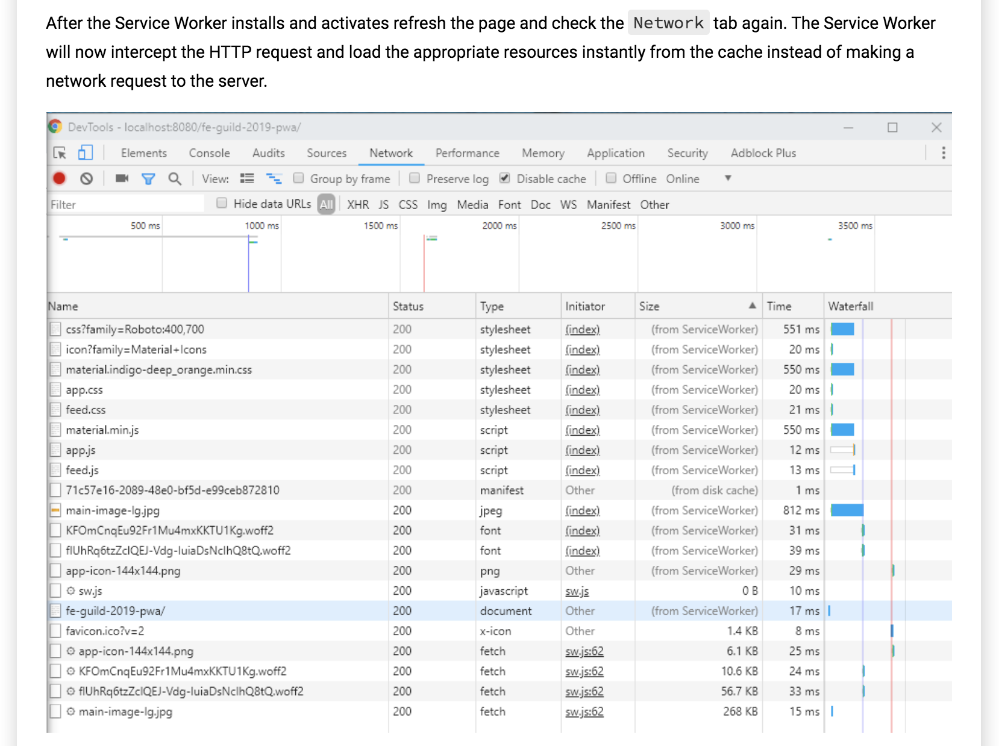 After the Service Worker installs and activates refresh the page and check the Network tab again. The Service Worker
will now intercept the HTTP request and load the appropriate resources instantly from the cache instead of making a
network request to the server.
DevTools - localhost:8080/fe-guild-2019-pwa/
Elements Console Audits Sources Network Performance Memory Application Security Adblock Plus
View: Group by frame Preserve log Disable cache Offline Online
Filter Hide data URLs All XHR JS CSS Img Media Font Doc WS Manifest Other
500 ms 1000 ms 1500 ms 2000 ms 2500 ms 3000 ms 3500 ms
Name Status Type Initiator Size Time Waterfall
css?family=Roboto:400,700 200 stylesheet (index) (from ServiceWorker) 551 ms
icon?family=Material+Icons 200 stylesheet (index) (from ServiceWorker) 20 ms
material.indigo-deep_orange.min.css 200 stylesheet (index) (from ServiceWorker) 550 ms
app.css 200 stylesheet (index) (from ServiceWorker) 20 ms
feed.css 200 stylesheet (index) (from ServiceWorker) 21 ms
material.min.js 200 script (index) (from ServiceWorker) 550 ms
app.js 200 script (index) (from ServiceWorker) 12 ms
feed.js 200 script (index) (from ServiceWorker) 13 ms
71c57e16-2089-48e0-bf5d-e99ceb872810 200 manifest Other (from disk cache) 1 ms
main-image-lg.jpg 200 jpeg (index) (from ServiceWorker) 812 ms
KFOmCnqEu92Fr1Mu4mxKKTU1Kg.woff2 200 font (index) (from ServiceWorker) 31 ms
flUhRq6tzZclQEJ-Vdg-IuiaDsNcIhQ8tQ.woff2 200 font (index) (from ServiceWorker) 39 ms
app-icon-144x144.png 200 png Other (from ServiceWorker) 29 ms
sw.js 200 javascript sw.js 0 B 10 ms
fe-guild-2019-pwa/ 200 document Other (from ServiceWorker) 17 ms
favicon.ico?v=2 200 x-icon Other 1.4 KB 8 ms
app-icon-144x144.png 200 fetch sw.js:62 6.1 KB 25 ms
KFOmCnqEu92Fr1Mu4mxKKTU1Kg.woff2 200 fetch sw.js:62 10.6 KB 24 ms
flUhRq6tzZclQEJ-Vdg-IuiaDsNcIhQ8tQ.woff2 200 fetch sw.js:62 56.7 KB 33 ms
main-image-lg.jpg 200 fetch sw.js:62 268 KB 15 ms